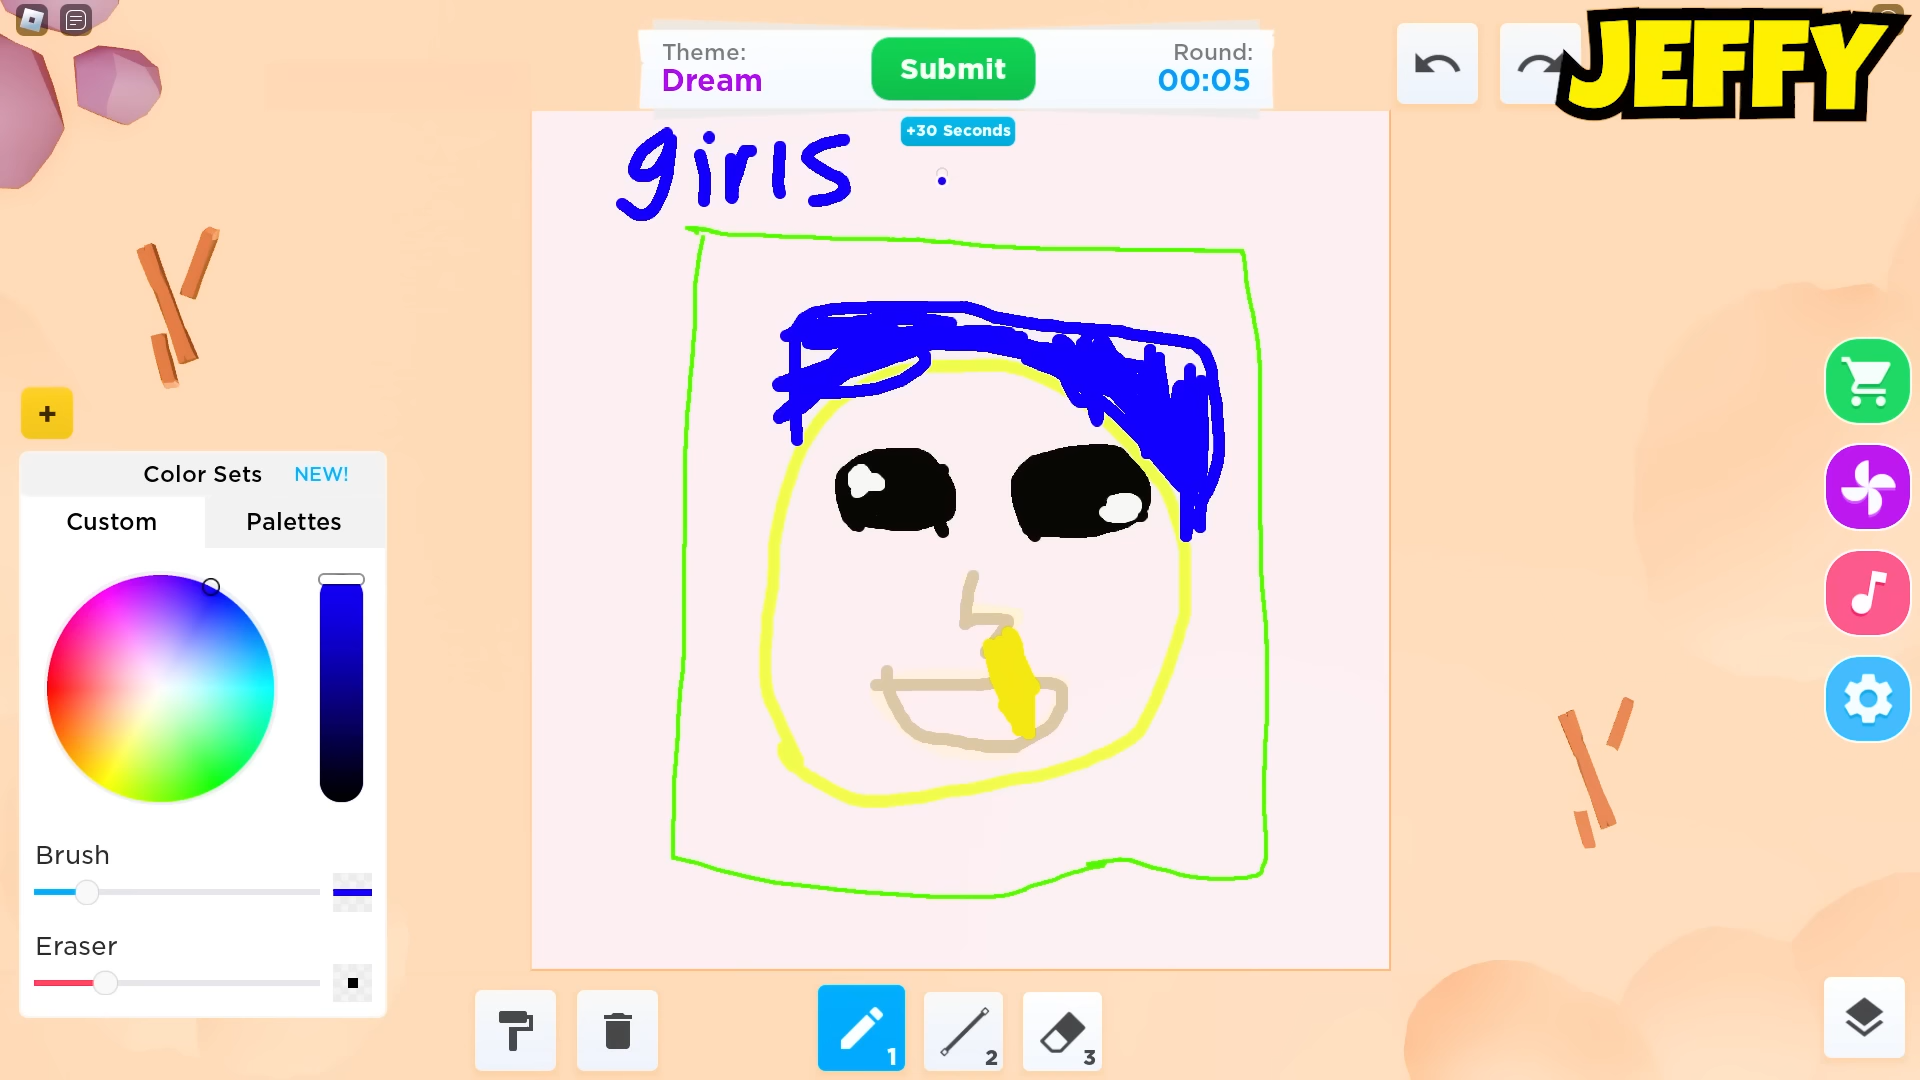 Theme:
Dream
Submit
Round:
00:05
JEFFY
+30 Seconds
girls
+
Color Sets
NEW!
Custom
Palettes
Brush
Eraser
1
2
3